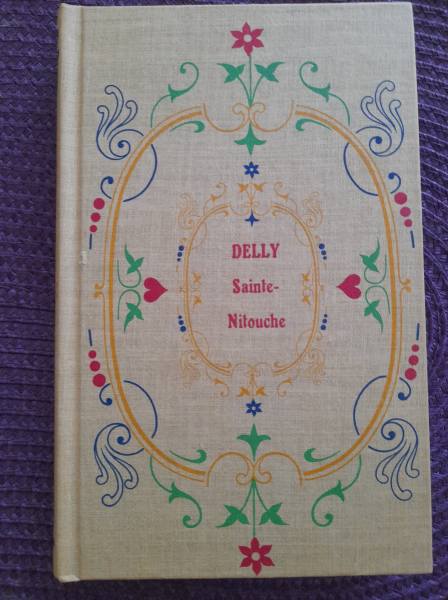 DELLY
Sainte-
Nitouche